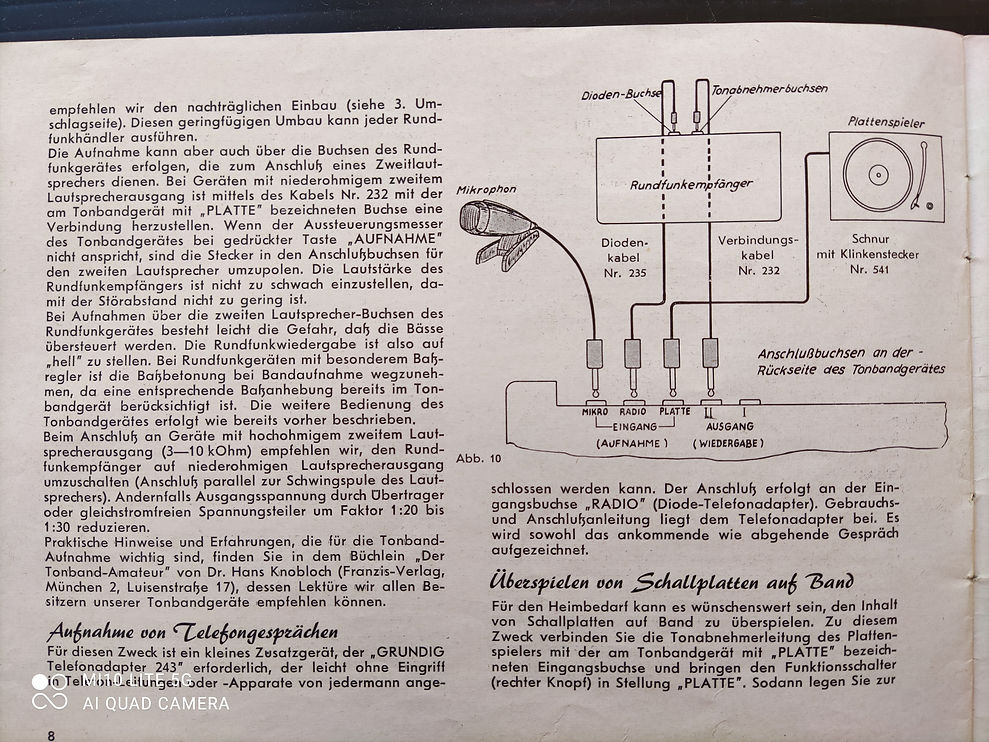 empfehlen wir den nachträglichen Einbau (siehe 3. Um-
schlagseite). Diesen geringfügigen Umbau kann jeder Rund-
funkhändler ausführen.
Die Aufnahme kann aber auch über die Buchsen des Rund-
funkgerätes erfolgen, die zum Anschluß eines Zweitlaut-
sprechers dienen. Bei Geräten mit niederohmigem zweitem
Lautsprecherausgang ist mittels des Kabels Nr. 232 mit der
am Tonbandgerät mit „PLATTE" bezeichneten Buchse eine
Verbindung herzustellen. Wenn der Aussteuerungsmesser
des Tonbandgerätes bei gedrückter Taste „AUFNAHME"
nicht anspricht, sind die Stecker in den Anschlußbuchsen für
den zweiten Lautsprecher umzupolen. Die Lautstärke des
Rundfunkempfängers ist nicht zu schwach einzustellen, da-
mit der Störabstand nicht zu gering ist.
Bei Aufnahmen über die zweiten Lautsprecher-Buchsen des
Rundfunkgerätes besteht leicht die Gefahr, daß die Bässe
übersteuert werden. Die Rundfunkwiedergabe ist also auf
„hell" zu stellen. Bei Rundfunkgeräten mit besonderem Baß-
regler ist die Baßbetonung bei Bandaufnahme wegzuneh-
men, da eine entsprechende Baßanhebung bereits im Ton-
bandgerät berücksichtigt ist. Die weitere Bedienung des
Tonbandgerätes erfolgt wie bereits vorher beschrieben.
Beim Anschluß an Geräte mit hochohmigem zweitem Laut-
sprecherausgang (3—10 kOhm) empfehlen wir, den Rund-
funkempfänger auf niederohmigen Lautsprecherausgang
umzuschalten (Anschluß parallel zur Schwingspule des Laut-
sprechers). Andernfalls Ausgangsspannung durch Übertrager
oder gleichstromfreien Spannungsteiler um Faktor 1:20 bis
1:30 reduzieren.
Praktische Hinweise und Erfahrungen, die für die Tonband-
Aufnahme wichtig sind, finden Sie in dem Büchlein „Der
Tonband-Amateur" von Dr. Hans Knobloch (Franzis-Verlag,
München 2, Luisenstraße 17), dessen Lektüre wir allen Be-
sitzern unserer Tonbandgeräte empfehlen können.
Aufnahme von Telefongesprächen
Für diesen Zweck ist ein kleines Zusatzgerät, der „GRUNDIG
Telefonadapter 243" erforderlich, der leicht ohne Eingriff
in Telefon-Leitungen oder -Apparate von jedermann ange-
8
Dioden-Buchse
Tonabnehmerbuchsen
Plattenspieler
Rundfunkempfänger
Mikrophon
Dioden-
kabel
Nr. 235
Verbindungs-
kabel
Nr. 232
Schnur
mit Klinkenstecker
Nr. 541
Anschlußbuchsen an der -
Rückseite des Tonbandgerätes
MIKRO RADIO PLATTE II I
EINGANG AUSGANG
(AUFNAHME) (WIEDERGABE)
Abb. 10
schlossen werden kann. Der Anschluß erfolgt an der Ein-
gangsbuchse „RADIO" (Diode-Telefonadapter). Gebrauchs-
und Anschlußanleitung liegt dem Telefonadapter bei. Es
wird sowohl das ankommende wie abgehende Gespräch
aufgezeichnet.
Überspielen von Schallplatten auf Band
Für den Heimbedarf kann es wünschenswert sein, den Inhalt
von Schallplatten auf Band zu überspielen. Zu diesem
Zweck verbinden Sie die Tonabnehmerleitung des Platten-
spielers mit der am Tonbandgerät mit „PLATTE" bezeich-
neten Eingangsbuchse und bringen den Funktionsschalter
(rechter Knopf) in Stellung „PLATTE". Sodann legen Sie zur
MI 10 LITE 5G
AI QUAD CAMERA